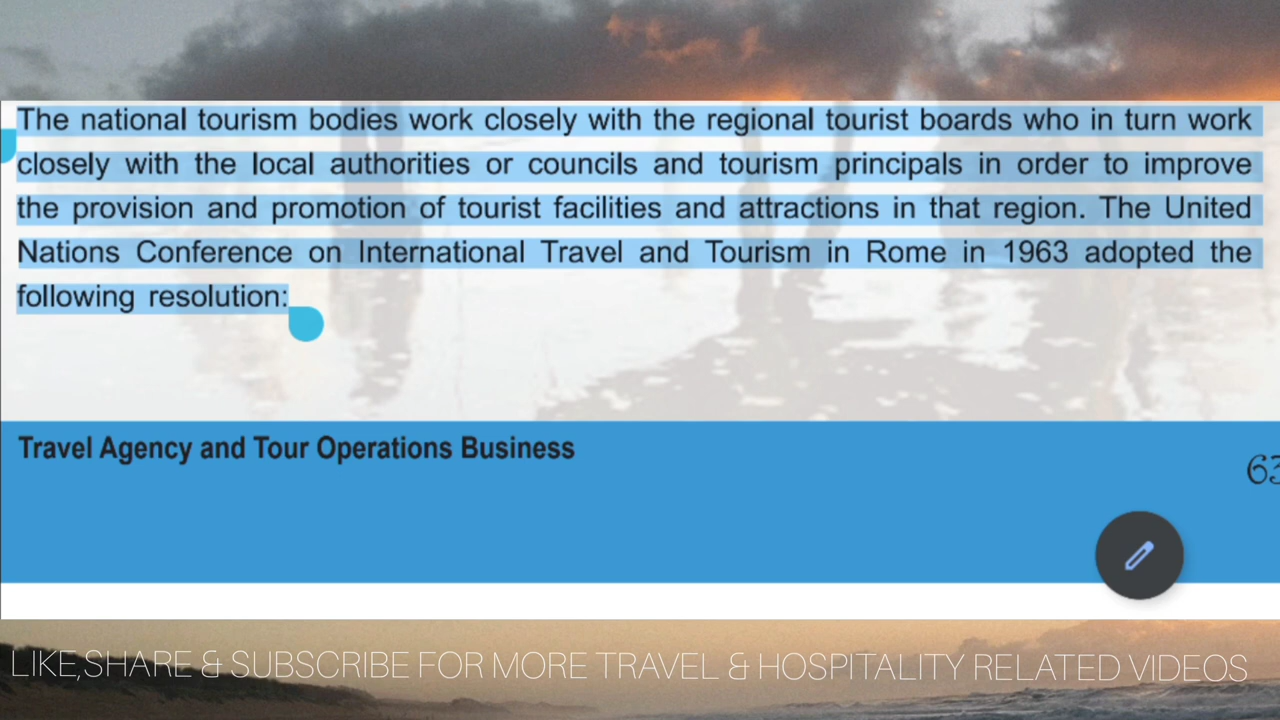 The national tourism bodies work closely with the regional tourist boards who in turn work
closely with the local authorities or councils and tourism principals in order to improve
the provision and promotion of tourist facilities and attractions in that region. The United
Nations Conference on International Travel and Tourism in Rome in 1963 adopted the
following resolution:
Travel Agency and Tour Operations Business
63
LIKE,SHARE & SUBSCRIBE FOR MORE TRAVEL & HOSPITALITY RELATED VIDEOS